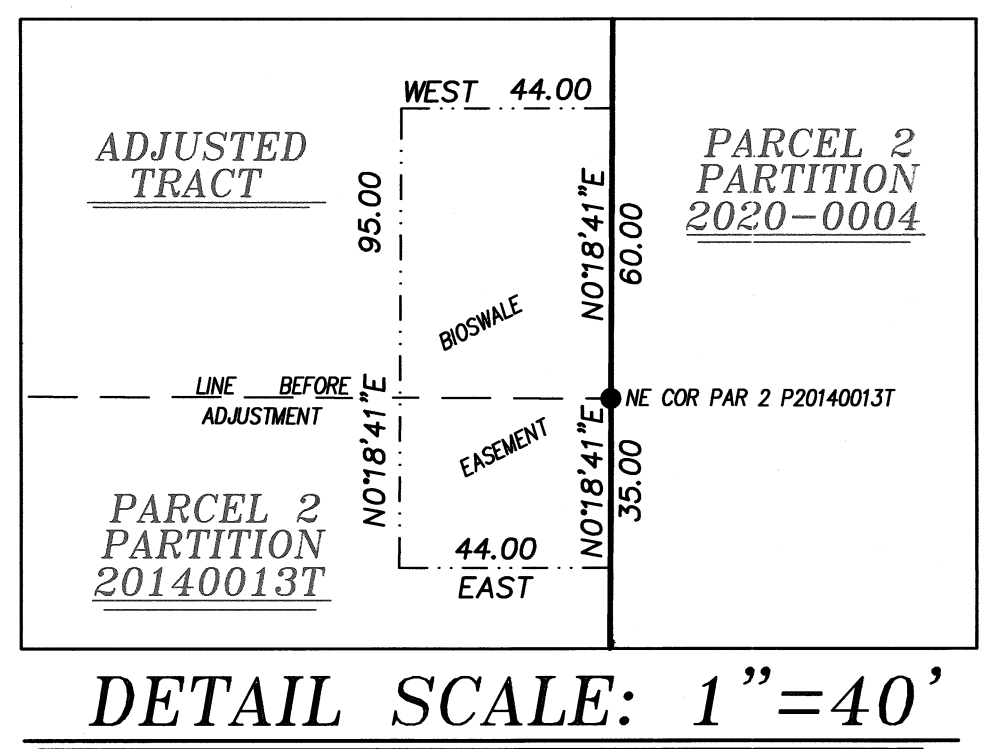 WEST 44.00
ADJUSTED
TRACT
95.00
N0°18'41"E
60.00
PARCEL 2
PARTITION
2020-0004
BIOSWALE
LINE BEFORE
ADJUSTMENT
N0°18'41"E
EASEMENT
N0°18'41"E
35.00
NE COR PAR 2 P20140013T
PARCEL 2
PARTITION
20140013T
44.00
EAST
DETAIL SCALE: 1"=40'